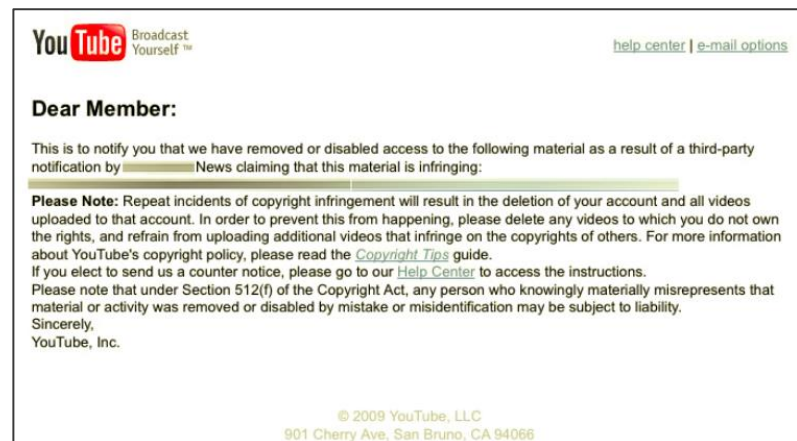 You Tube Broadcast
Yourself ™
help center | e-mail options
Dear Member:
This is to notify you that we have removed or disabled access to the following material as a result of a third-party
notification by News claiming that this material is infringing:
Please Note: Repeat incidents of copyright infringement will result in the deletion of your account and all videos
uploaded to that account. In order to prevent this from happening, please delete any videos to which you do not own
the rights, and refrain from uploading additional videos that infringe on the copyrights of others. For more information
about YouTube's copyright policy, please read the Copyright Tips guide.
If you elect to send us a counter notice, please go to our Help Center to access the instructions.
Please note that under Section 512(f) of the Copyright Act, any person who knowingly materially misrepresents that
material or activity was removed or disabled by mistake or misidentification may be subject to liability.
Sincerely,
YouTube, Inc.
© 2009 YouTube, LLC
901 Cherry Ave, San Bruno, CA 94066